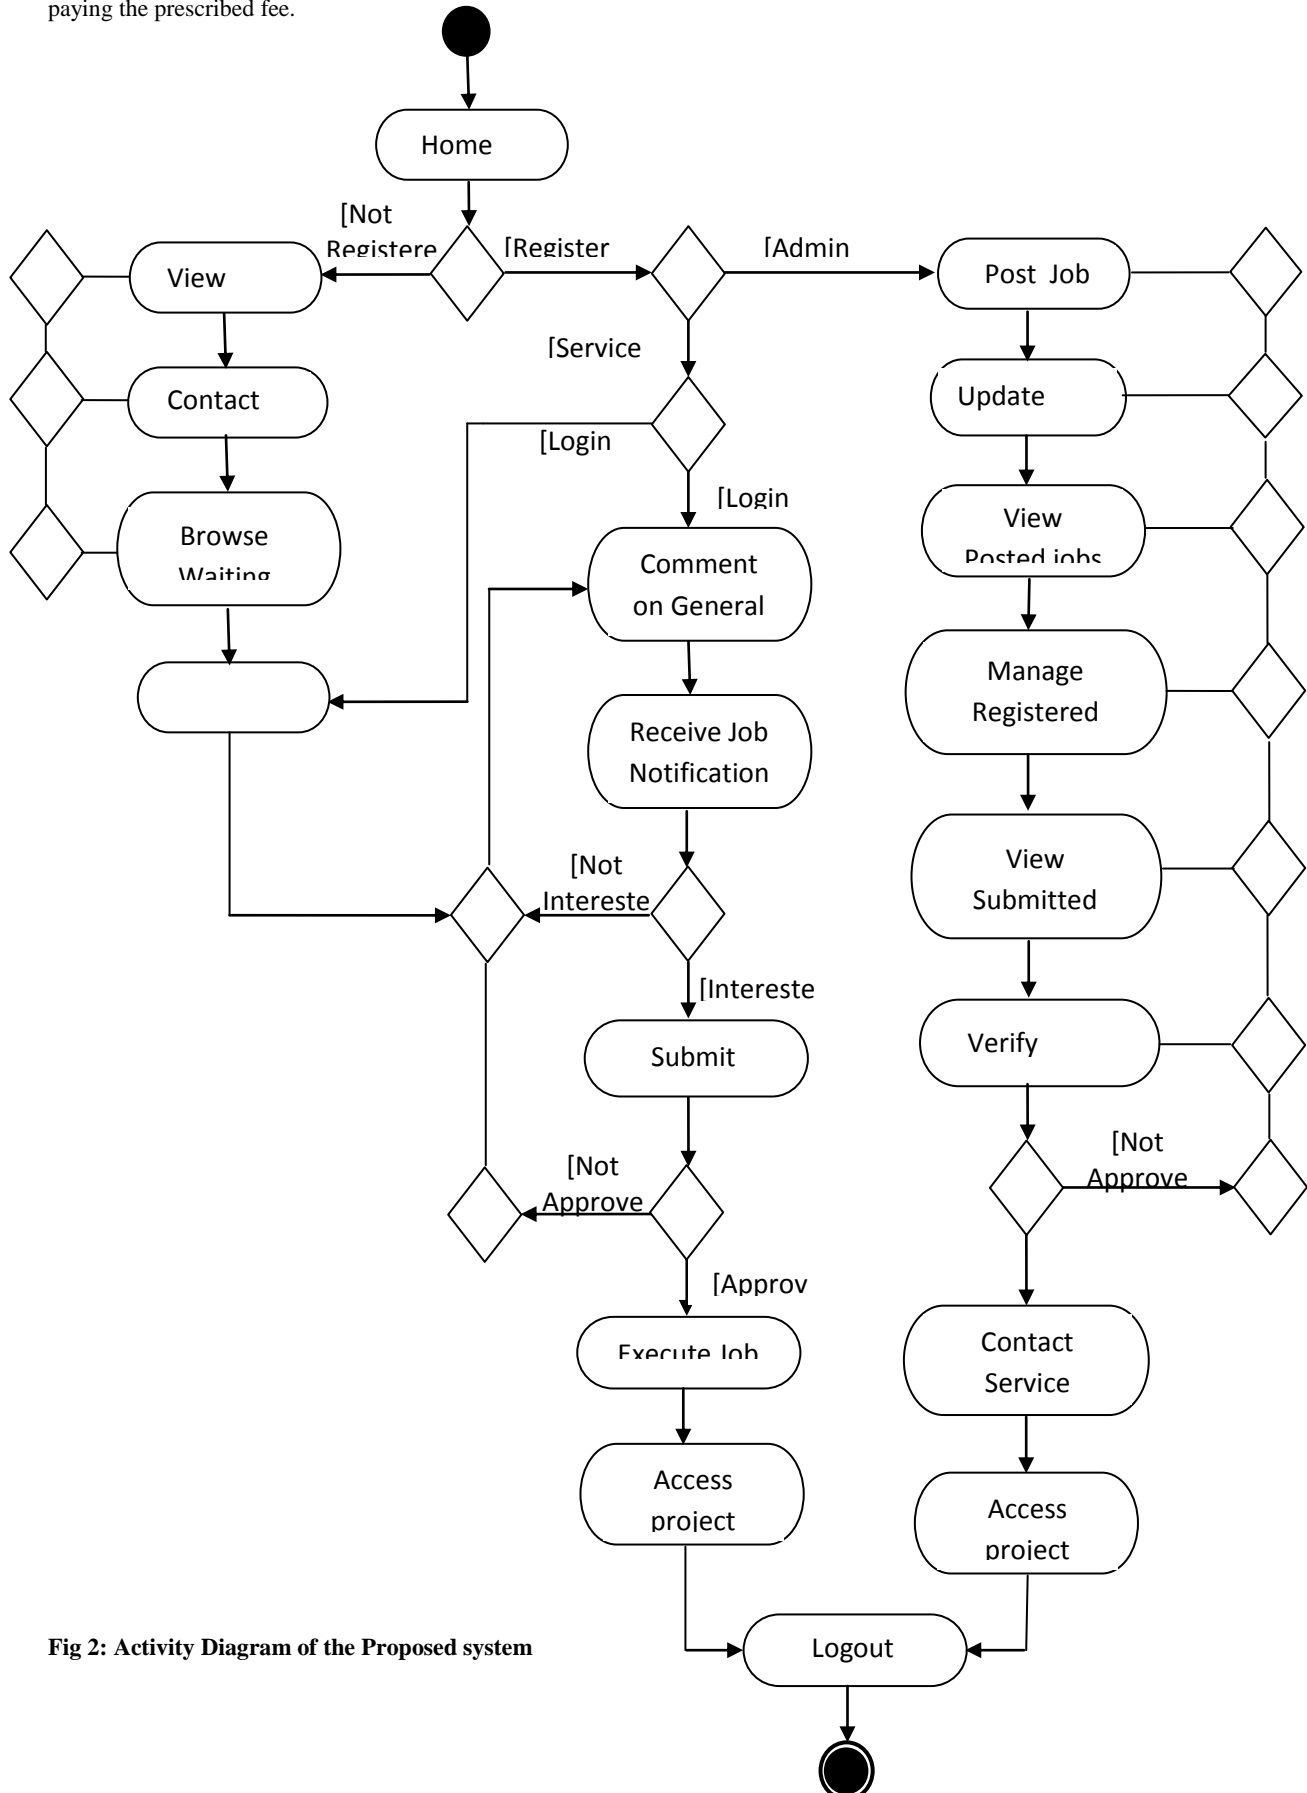 paying the prescribed fee.
Home
[Not
Registere
[Register
[Admin
View
Post Job
[Service
Contact
Update
[Login
[Login
Browse
Waiting
View
Posted jobs
Comment
on General
Manage
Registered
Receive Job
Notification
[Not
Intereste
View
Submitted
[Intereste
Submit
Verify
[Not
Approve
[Not
Approve
[Approv
Execute Job
Contact
Service
Access
project
Access
project
Logout
Fig 2: Activity Diagram of the Proposed system